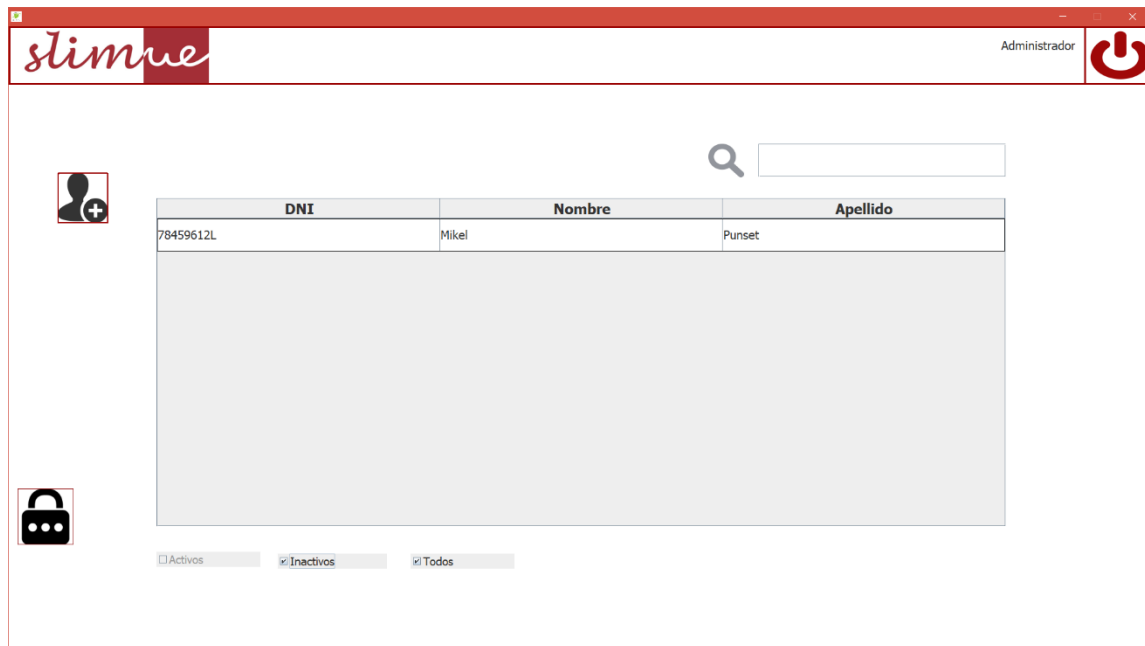 slimue
Administrador
DNI Nombre Apellido
78459612L Mikel Punset
Activos Inactivos Todos